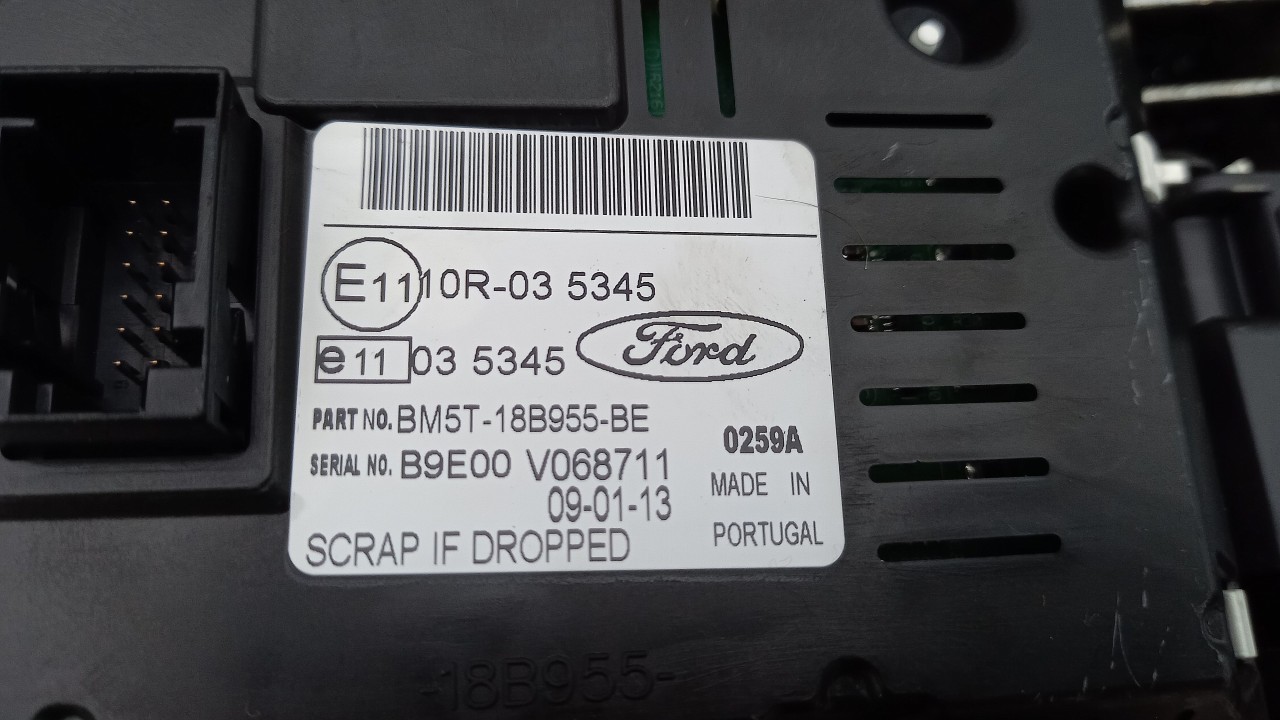 E11 10R-03 5345
e11 03 5345 Ford
PART NO. BM5T-18B955-BE
0259A
SERIAL NO. B9E00 V068711
09-01-13
MADE IN
PORTUGAL
SCRAP IF DROPPED
-18B955-